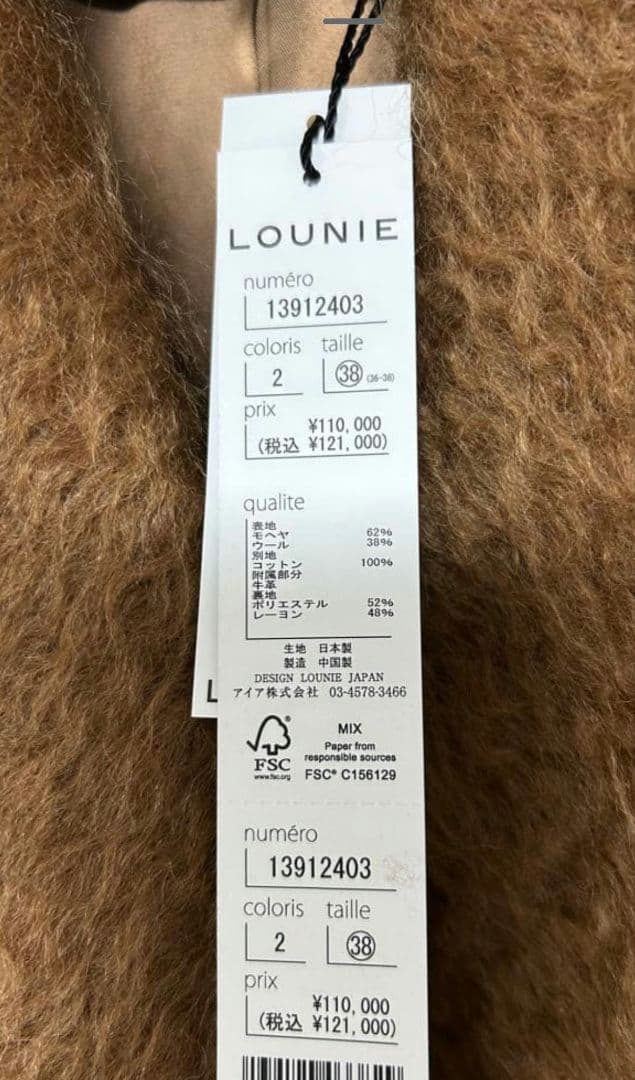 LOUNIE
numéro
13912403
coloris taille
2 38 (36-38)
prix
¥110,000
(税込 ¥121,000)
qualite
表地
モヘヤ 62%
ウール 38%
別地
コットン 100%
附属部分
牛革
裏地
ポリエステル 52%
レーヨン 48%
生地 日本製
製造 中国製
DESIGN LOUNIE JAPAN
アイア株式会社 03-4578-3466
L
FSC®
www.fsc.org
MIX
Paper from
responsible sources
FSC® C156129
numéro
13912403
coloris taille
2 38
prix
¥110,000
(税込 ¥121,000)